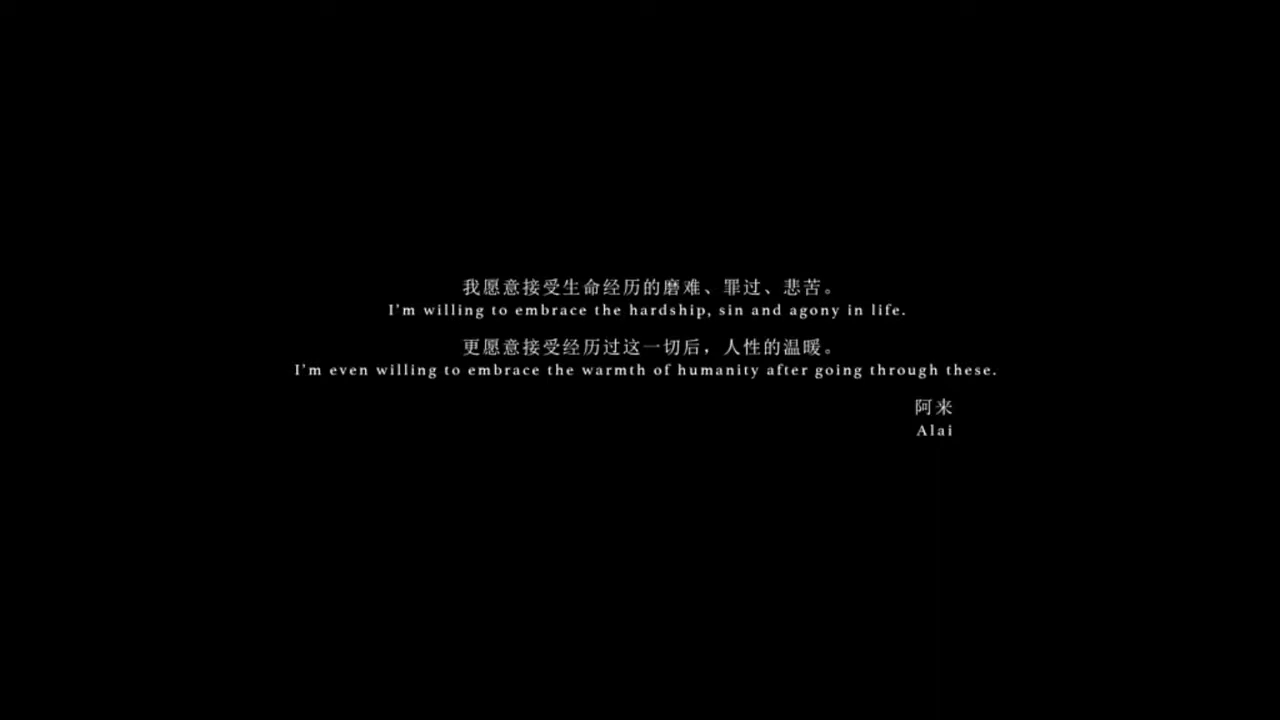 我愿意接受生命经历的磨难、罪过、悲苦。
I'm willing to embrace the hardship, sin and agony in life.
更愿意接受经历过这一切后，人性的温暖。
I'm even willing to embrace the warmth of humanity after going through these.
阿来
Alai